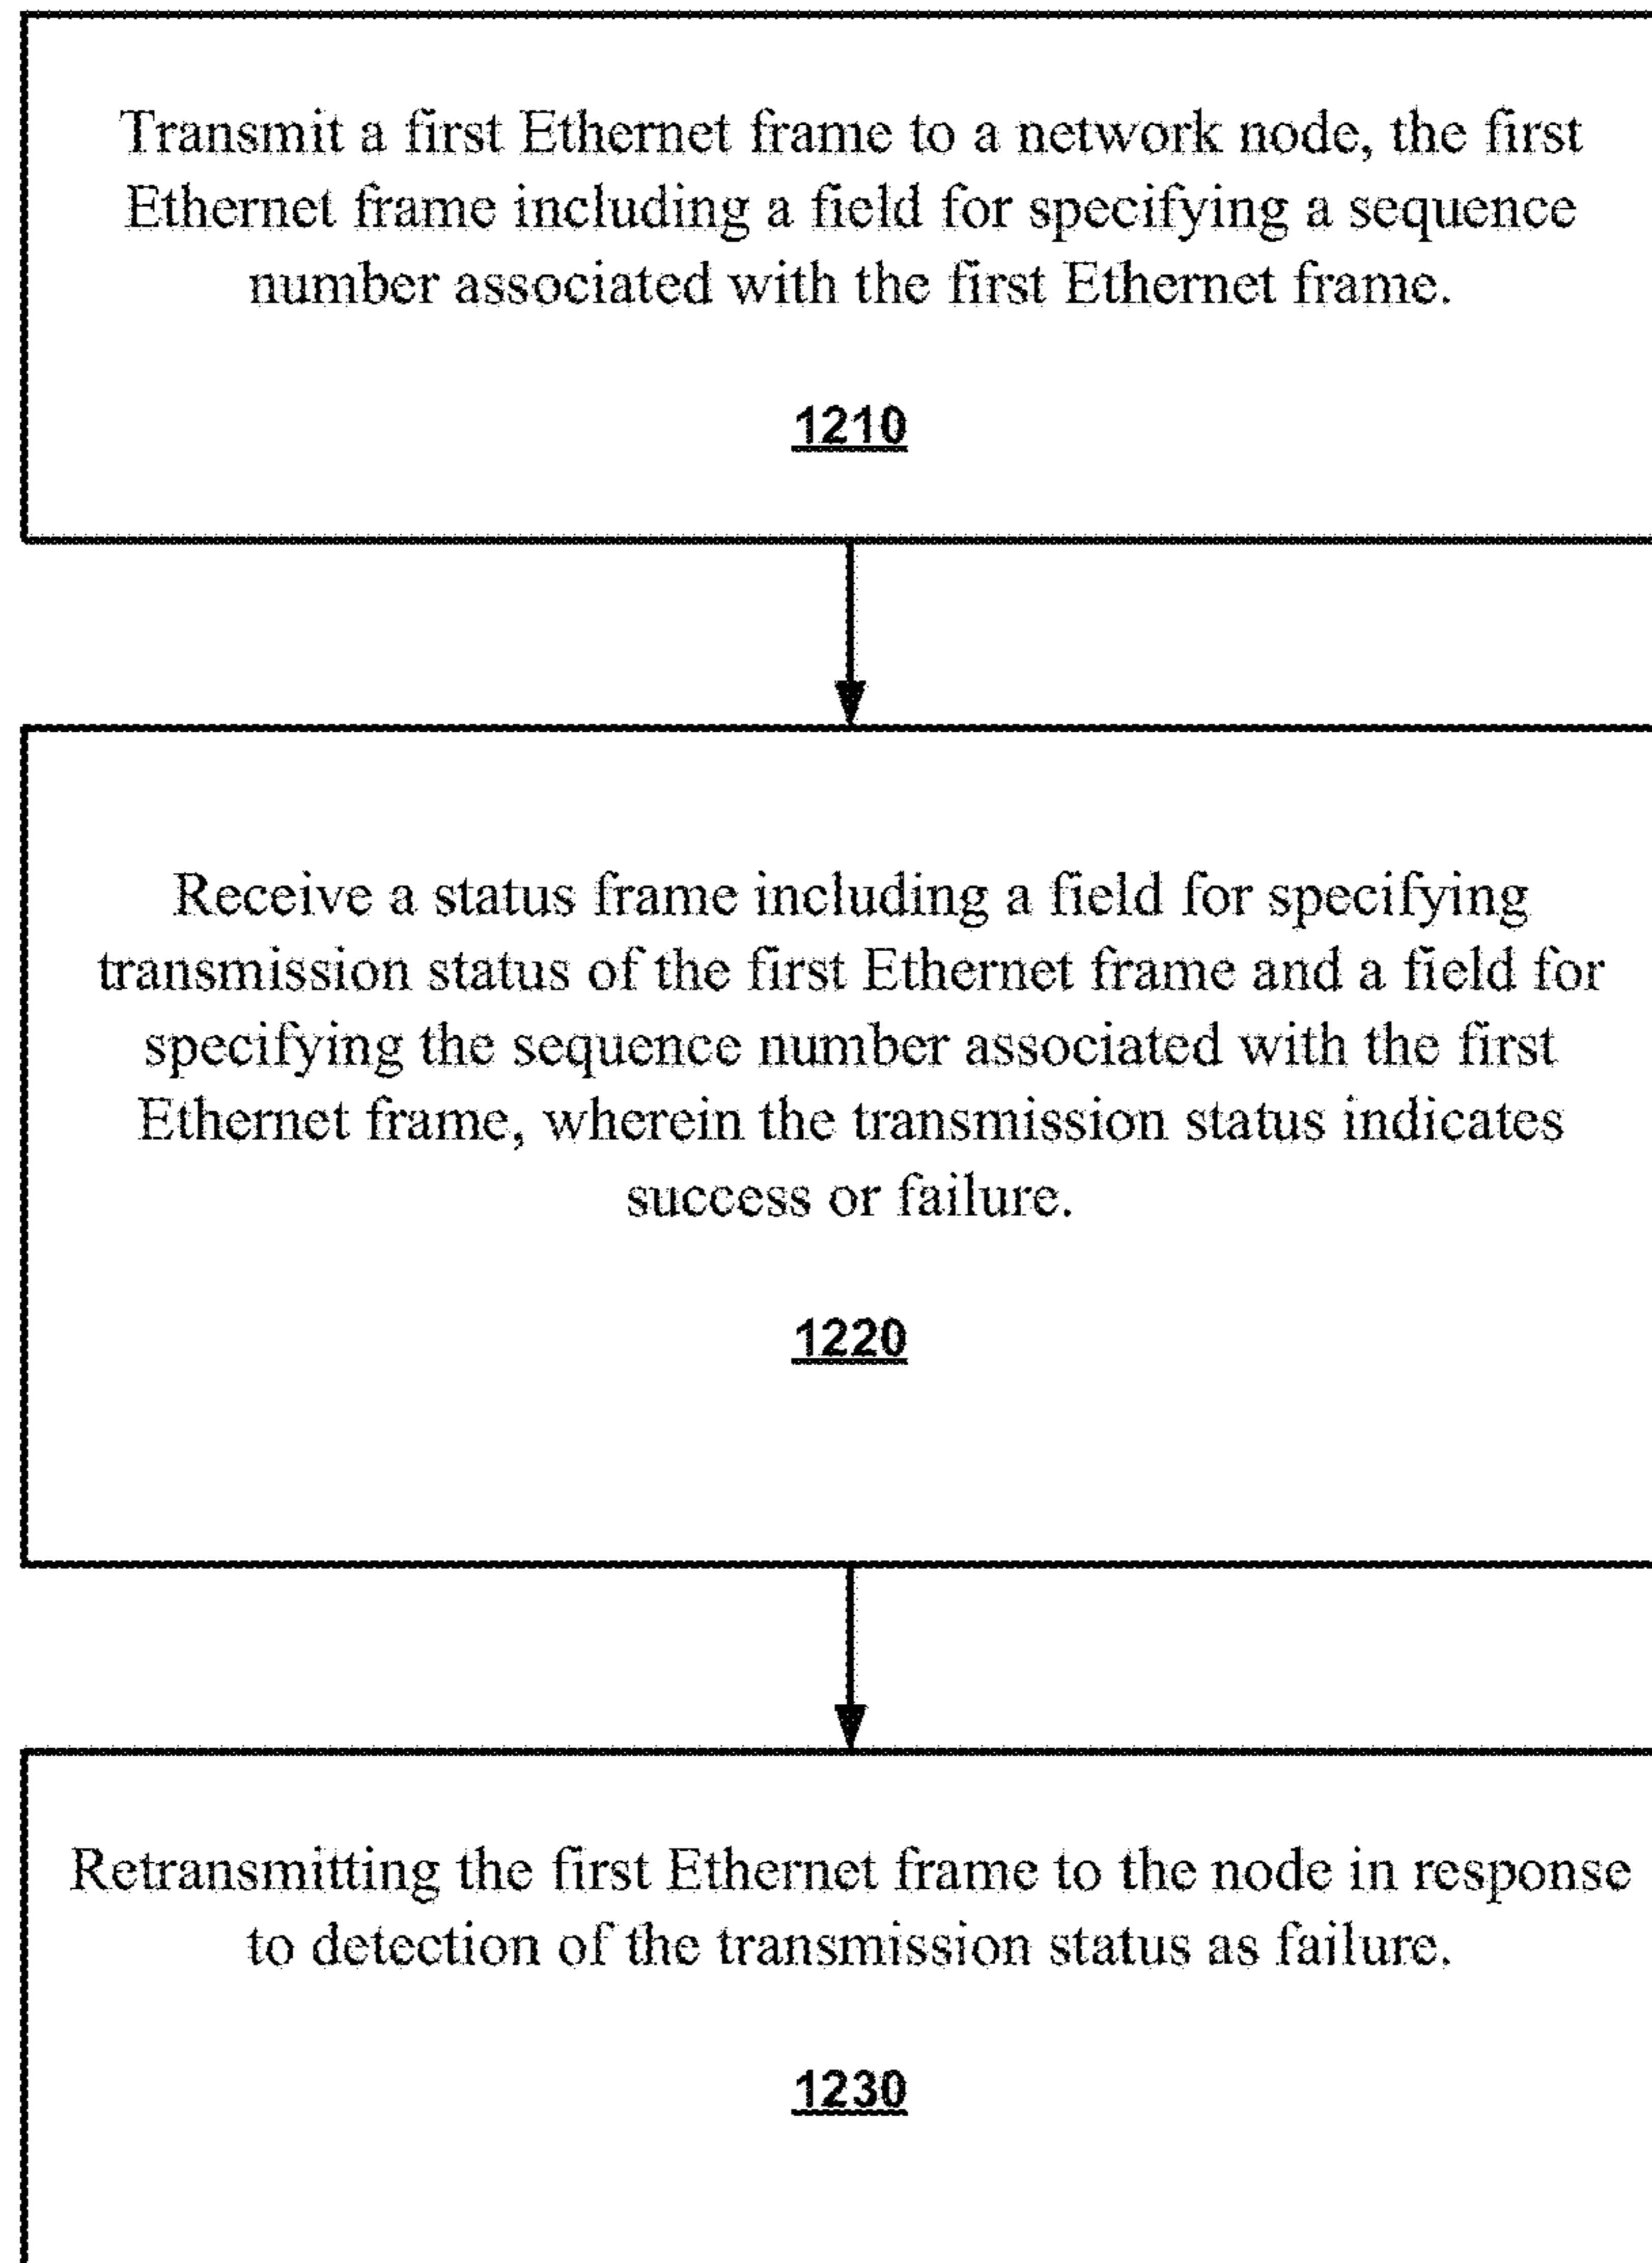 Transmit a first Ethernet frame to a network node, the first
Ethernet frame including a field for specifying a sequence
number associated with the first Ethernet frame.
1210
Receive a status frame including a field for specifying
transmission status of the first Ethernet frame and a field for
specifying the sequence number associated with the first
Ethernet frame, wherein the transmission status indicates
success or failure.
1220
Retransmitting the first Ethernet frame to the node in response
to detection of the transmission status as failure.
1230